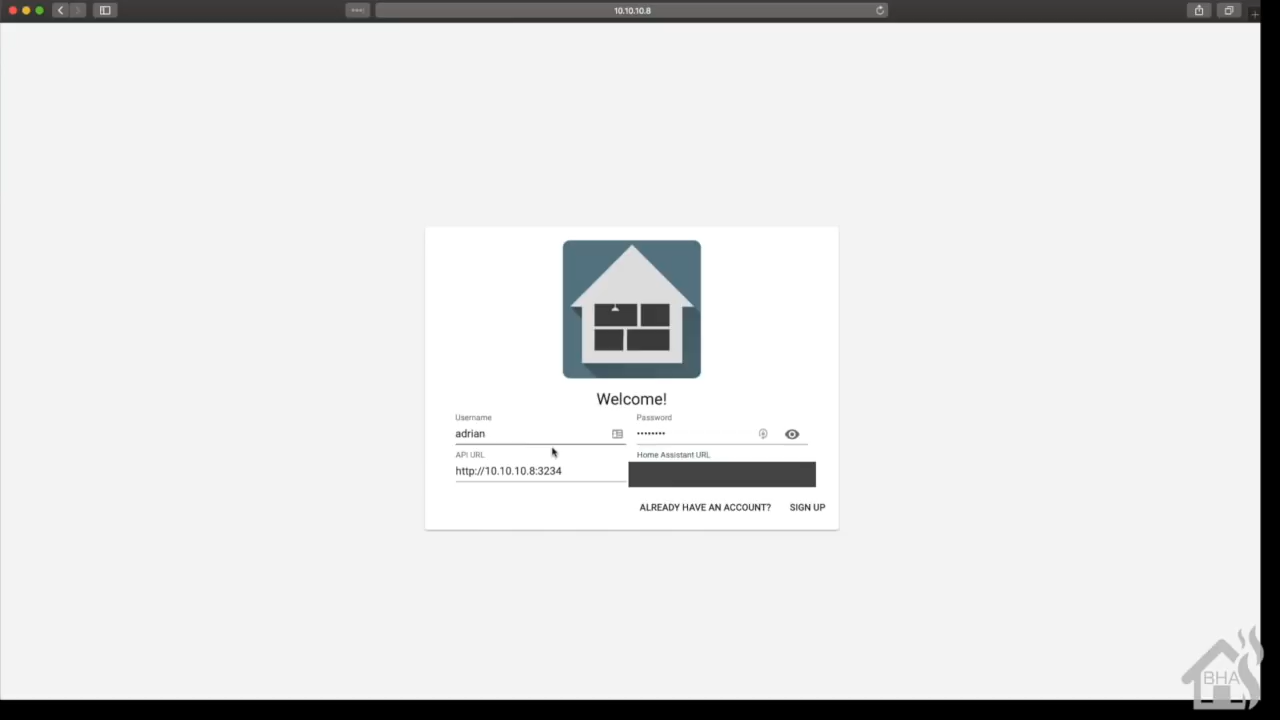 10.10.10.8
Welcome!
Username
Password
adrian
••••••••
API URL
Home Assistant URL
http://10.10.10.8:3234
ALREADY HAVE AN ACCOUNT?
SIGN UP
BHA